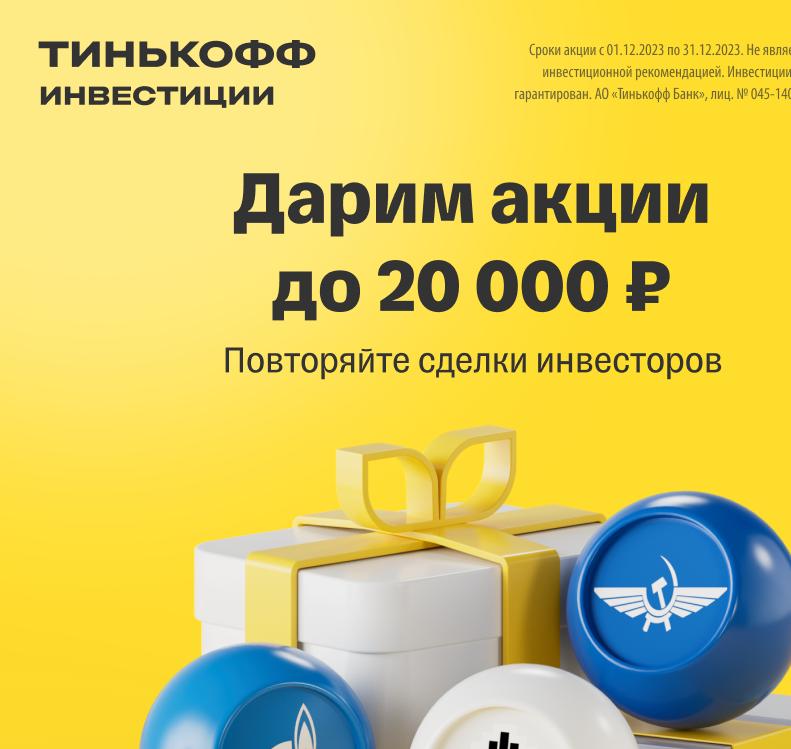 ТИНЬКОФФ
ИНВЕСТИЦИИ
Сроки акции с 01.12.2023 по 31.12.2023. Не
инвестиционной рекомендацией. Инвестиции
гарантирован. АО «Тинькофф Банк», лиц. № 045-140
Дарим акции
до 20 000 ₽
Повторяйте сделки инвесторов